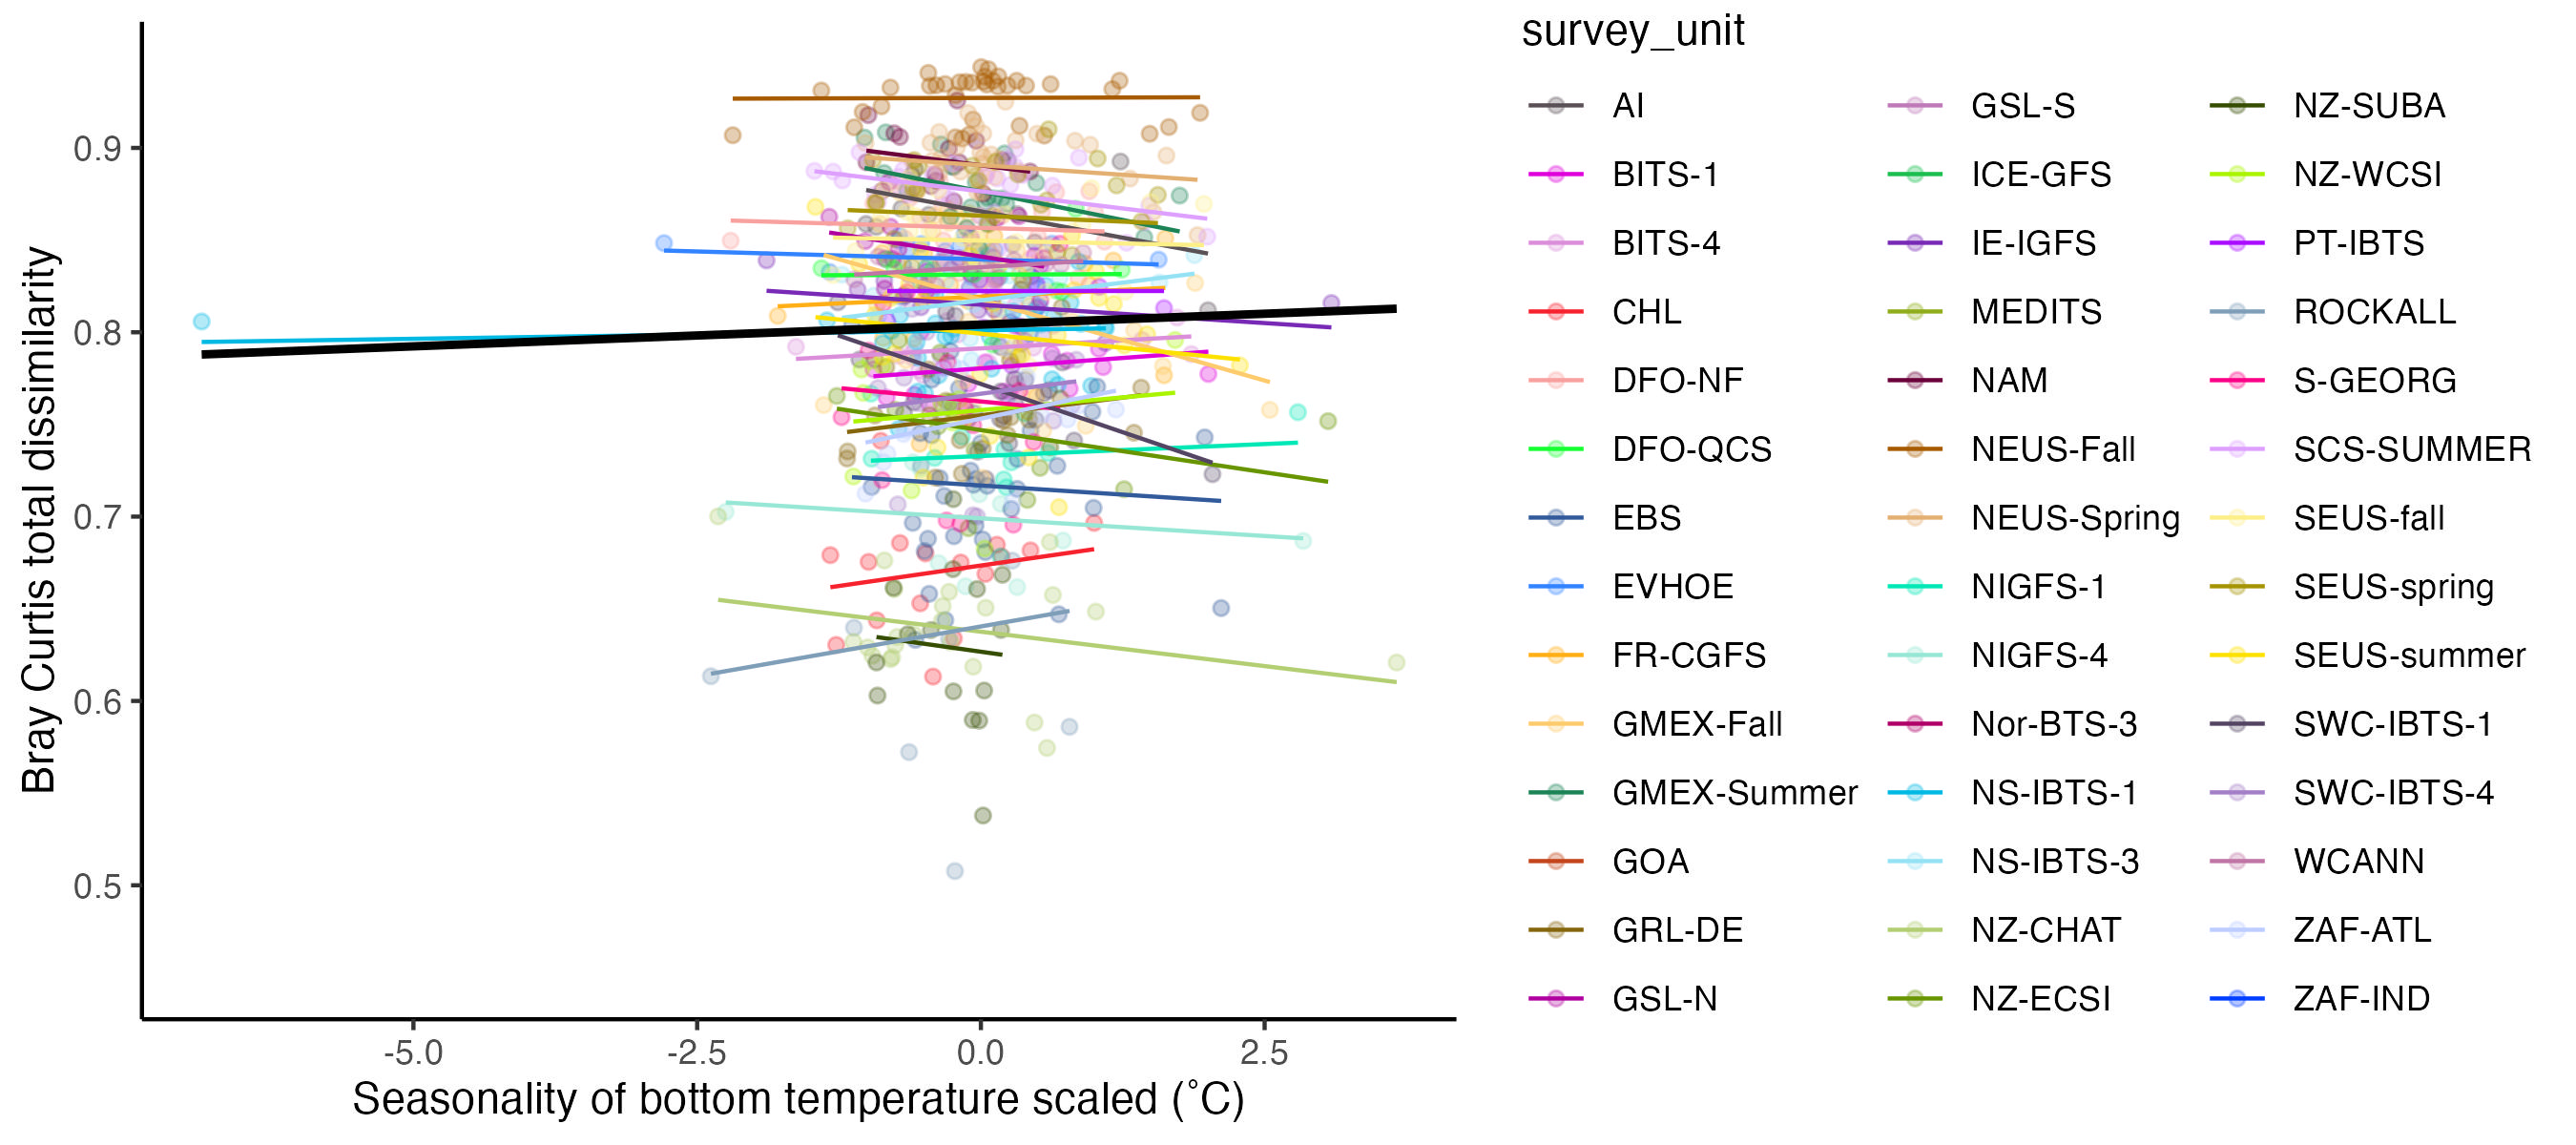 survey_unit
AI
BITS-1
BITS-4
CHL
DFO-NF
DFO-QCS
EBS
EVHOE
FR-CGFS
GMEX-Fall
GMEX-Summer
GOA
GRL-DE
GSL-N
GSL-S
ICE-GFS
IE-IGFS
MEDITS
NAM
NEUS-Fall
NEUS-Spring
NIGFS-1
NIGFS-4
Nor-BTS-3
NS-IBTS-1
NS-IBTS-3
NZ-CHAT
NZ-ECSI
NZ-SUBA
NZ-WCSI
PT-IBTS
ROCKALL
S-GEORG
SCS-SUMMER
SEUS-fall
SEUS-spring
SEUS-summer
SWC-IBTS-1
SWC-IBTS-4
WCANN
ZAF-ATL
ZAF-IND
Bray Curtis total dissimilarity
0.9
0.8
0.7
0.6
0.5
-5.0 -2.5 0.0 2.5
Seasonality of bottom temperature scaled (˚C)